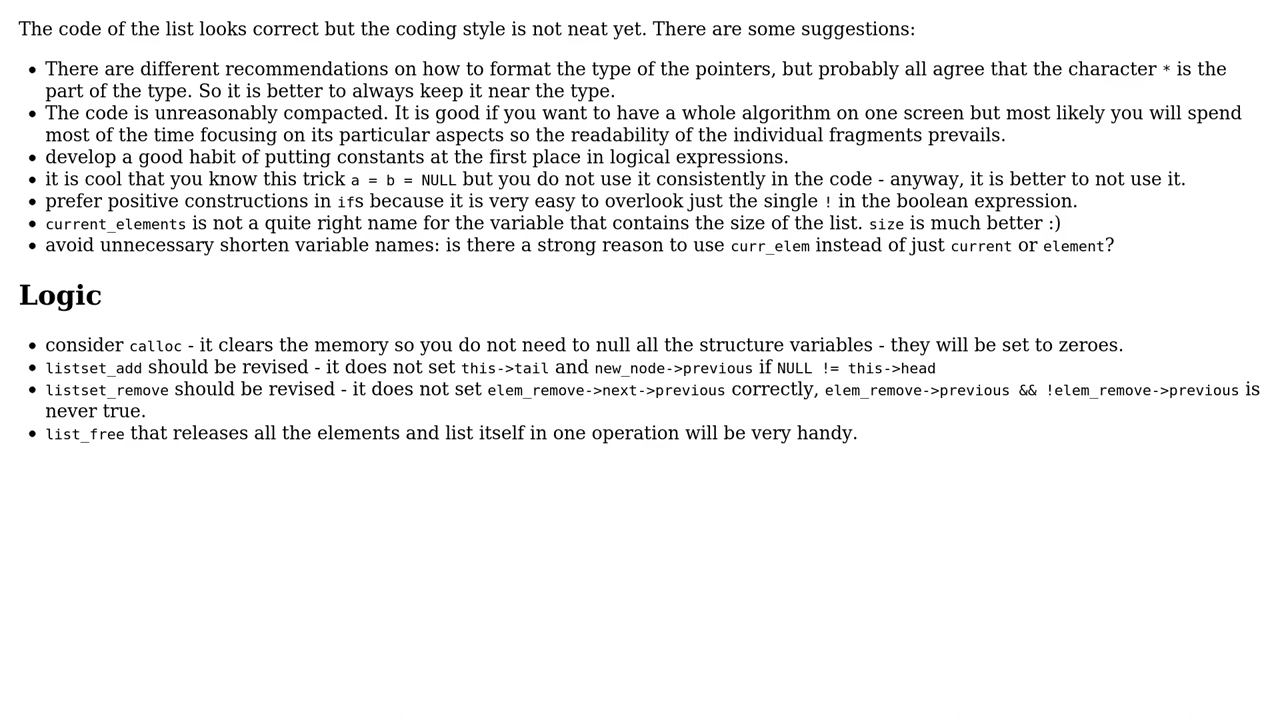 The code of the list looks correct but the coding style is not neat yet. There are some suggestions:
• There are different recommendations on how to format the type of the pointers, but probably all agree that the character * is the
part of the type. So it is better to always keep it near the type.
• The code is unreasonably compacted. It is good if you want to have a whole algorithm on one screen but most likely you will spend
most of the time focusing on its particular aspects so the readability of the individual fragments prevails.
• develop a good habit of putting constants at the first place in logical expressions.
• it is cool that you know this trick a = b = NULL but you do not use it consistently in the code - anyway, it is better to not use it.
• prefer positive constructions in ifs because it is very easy to overlook just the single ! in the boolean expression.
• current_elements is not a quite right name for the variable that contains the size of the list. size is much better :)
• avoid unnecessary shorten variable names: is there a strong reason to use curr_elem instead of just current or element?
Logic
• consider calloc - it clears the memory so you do not need to null all the structure variables - they will be set to zeroes.
• listset_add should be revised - it does not set this->tail and new_node->previous if NULL != this->head
• listset_remove should be revised - it does not set elem_remove->next->previous correctly, elem_remove->previous && !elem_remove->previous is
never true.
• list_free that releases all the elements and list itself in one operation will be very handy.